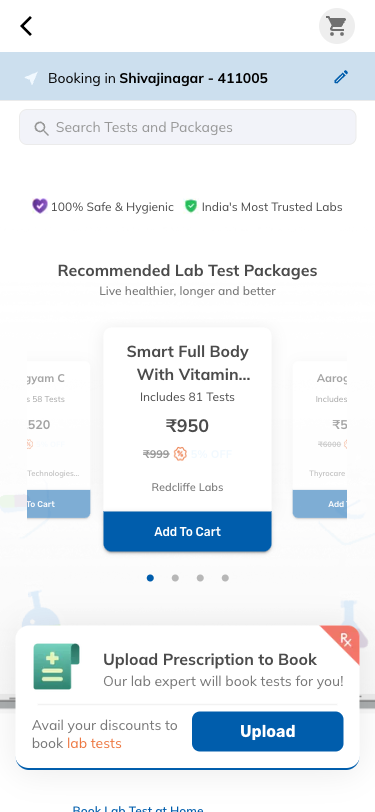 Booking in Shivajinagar - 411005
Search Tests and Packages
100% Safe & Hygienic
India's Most Trusted Labs
Recommended Lab Test Packages
Live healthier, longer and better
gyam C
s 58 Tests
520
Technologies...
To Cart
Smart Full Body
With Vitamin...
Includes 81 Tests
₹950
₹999
% OFF
Redcliffe Labs
Add To Cart
Aarog
Includes
₹5
₹5000
Thyrocare
Add
Rx
Upload Prescription to Book
Our lab expert will book tests for you!
Avail your discounts to
book lab tests
Upload
Book Lab Test at Home